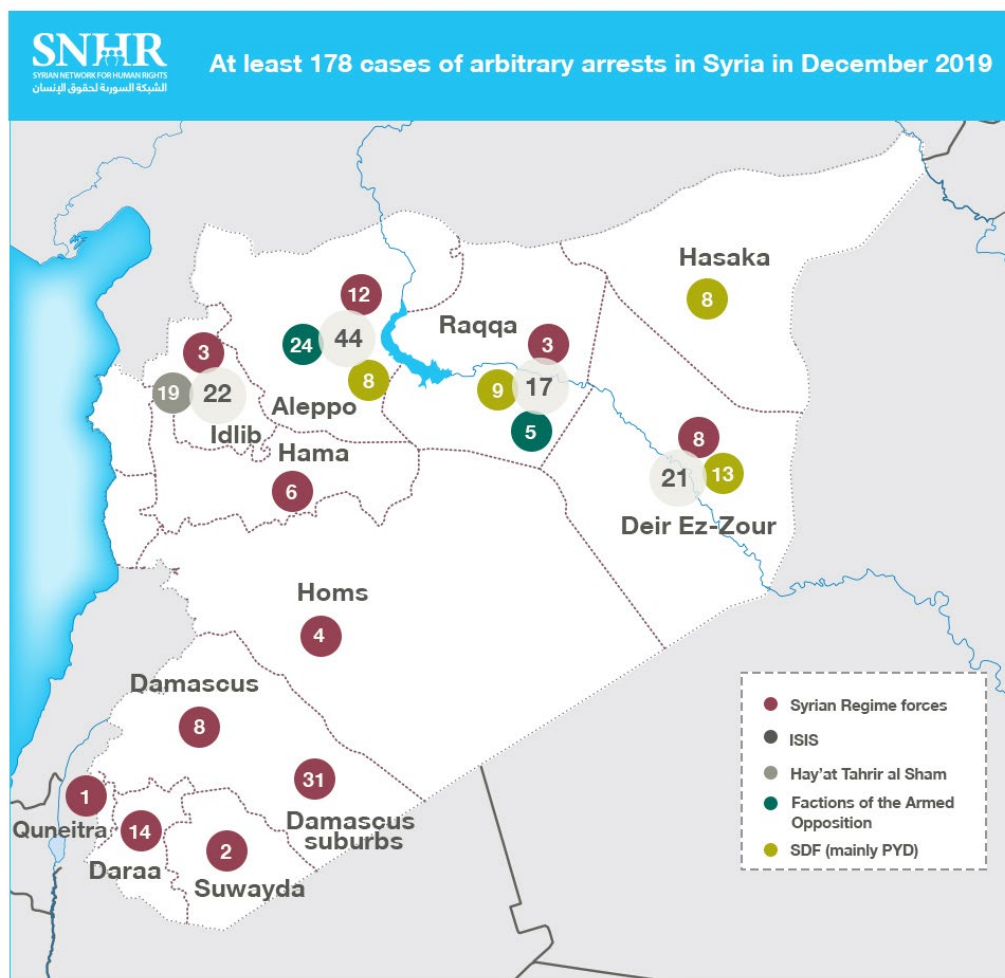 SNHR
SYRIAN NETWORK FOR HUMAN RIGHTS
الشبكة السورية لحقوق الإنسان
At least 178 cases of arbitrary arrests in Syria in December 2019
Hasaka
8
12
24
44
8
Aleppo
Raqqa
3
9
17
5
3
19
22
Idlib
Hama
6
8
21
13
Deir Ez-Zour
Homs
4
Damascus
8
31
Damascus
suburbs
1
Quneitra
14
Daraa
2
Suwayda
Syrian Regime forces
ISIS
Hay'at Tahrir al Sham
Factions of the Armed
Opposition
SDF (mainly PYD)